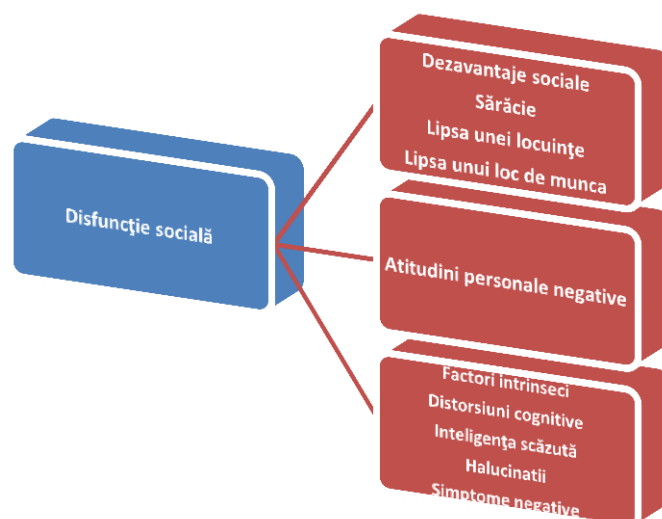 Disfuncţie socială
Dezavantaje sociale
Sărăcie
Lipsa unei locuinţe
Lipsa unui loc de munca
Atitudini personale negative
Factori intrinseci
Distorsiuni cognitive
Inteligenţa scăzută
Halucinatii
Simptome negative